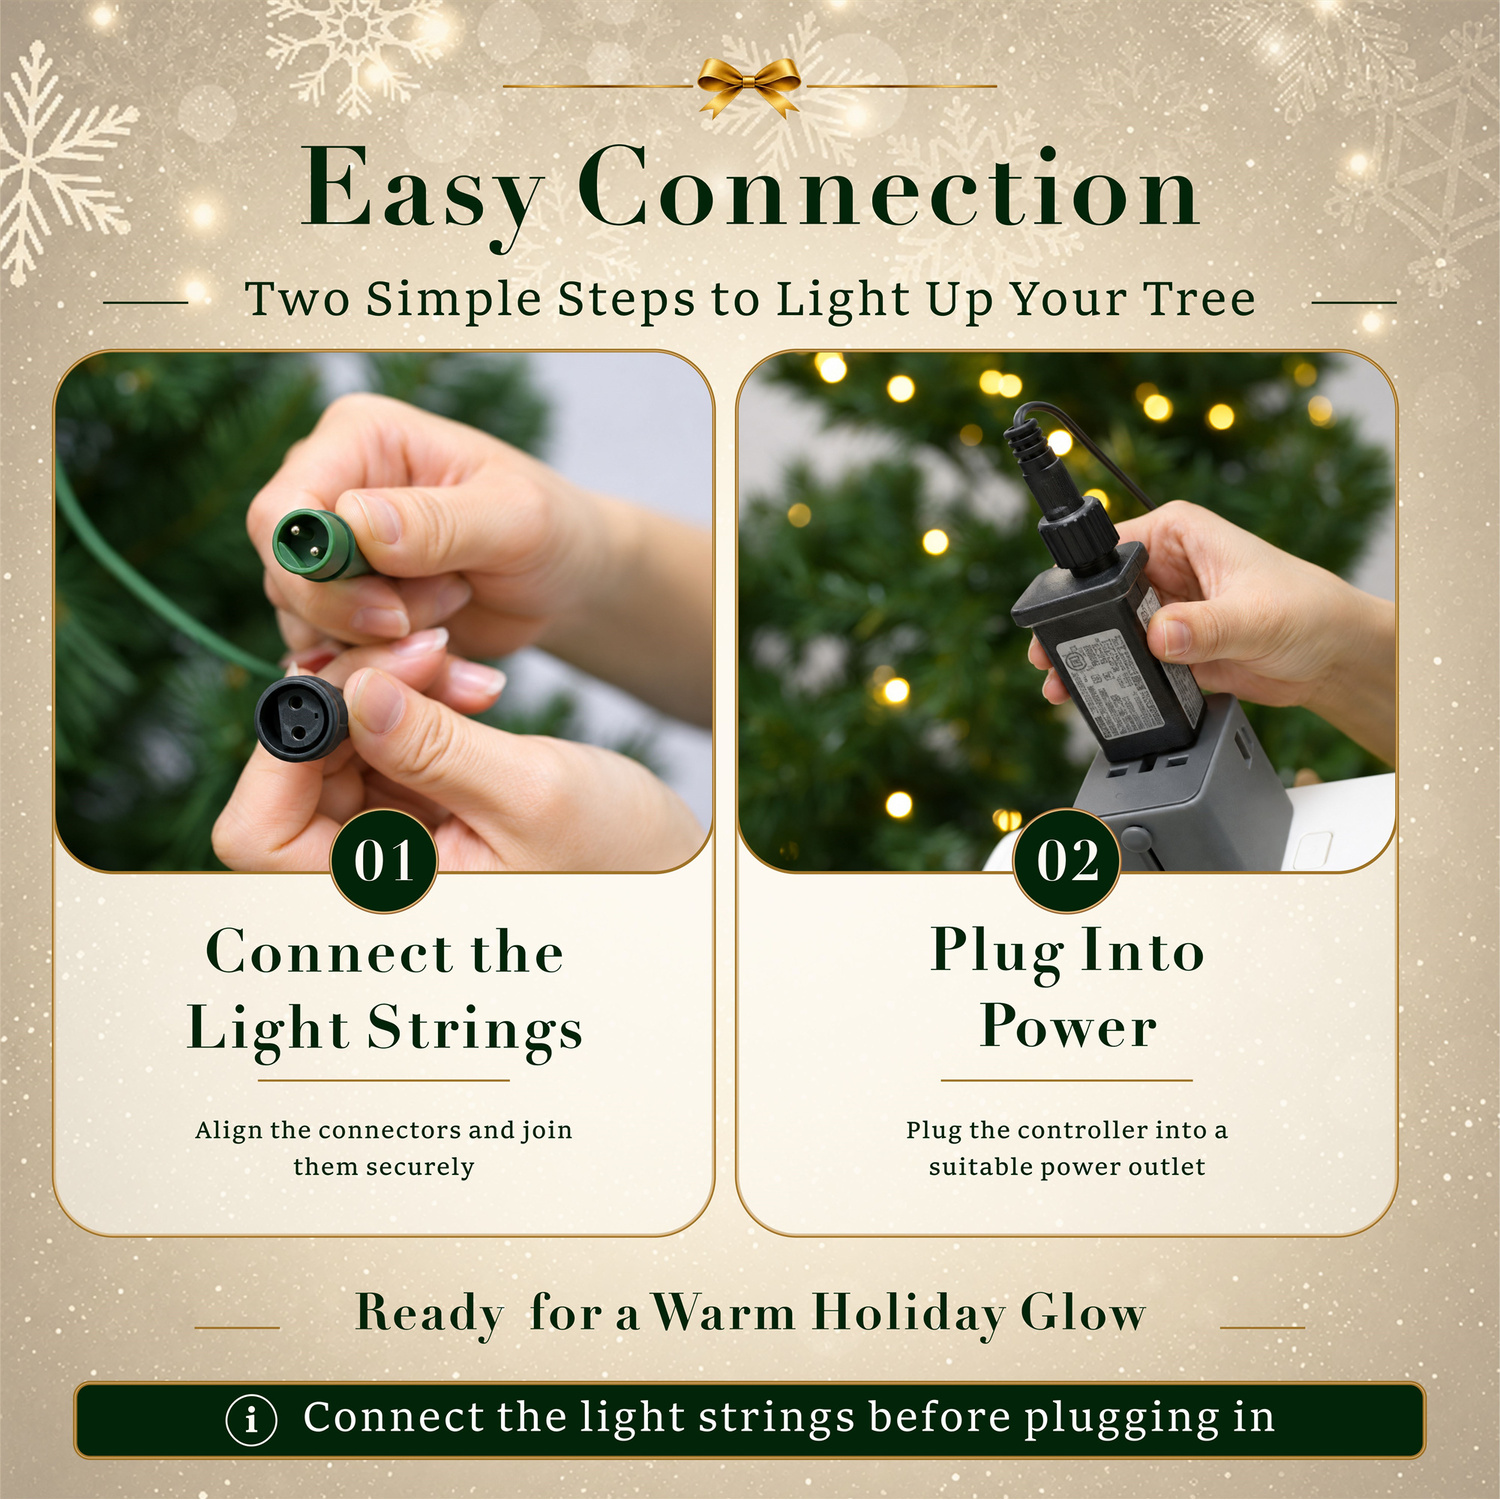 Easy Connection
Two Simple Steps to Light Up Your Tree
01
Connect the
Light Strings
Align the connectors and join
them securely
02
Plug Into
Power
Plug the controller into a
suitable power outlet
Ready for a Warm Holiday Glow
i Connect the light strings before plugging in